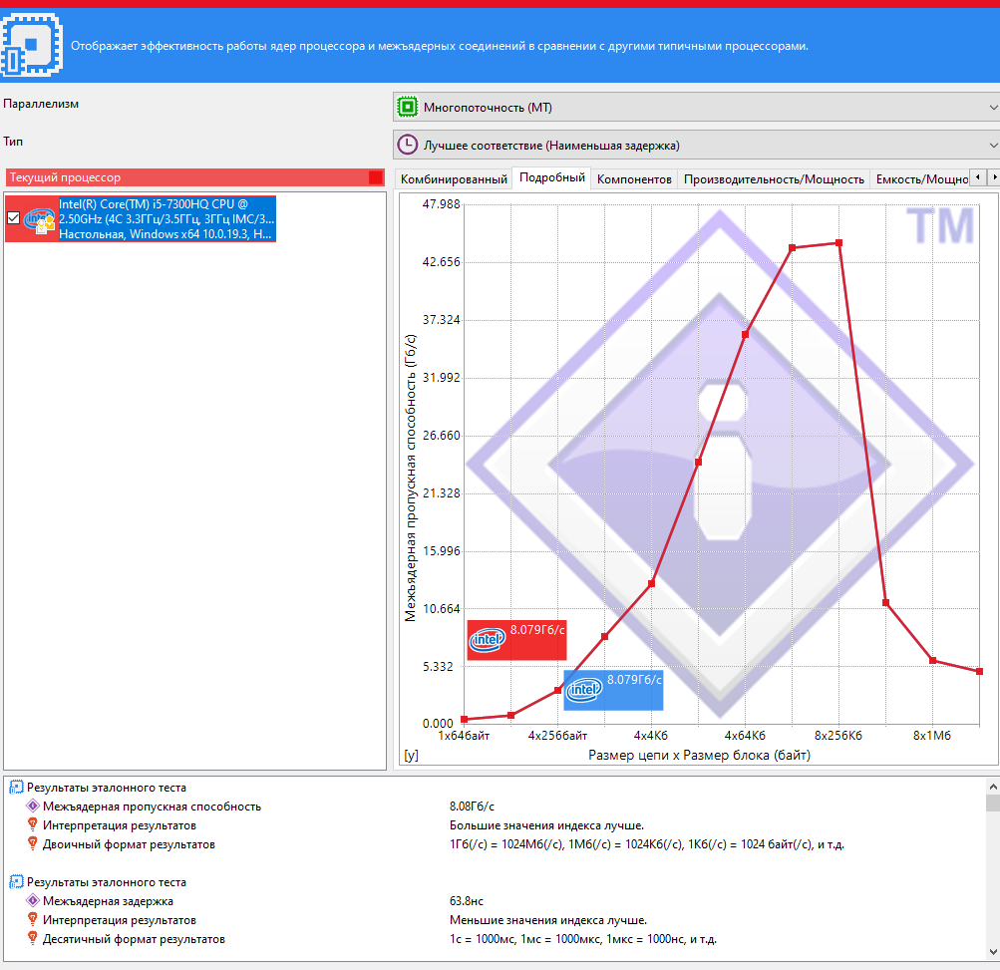 Отображает эффективность работы ядер процессора и межъядерных соединений в сравнении с другими типичными процессорами.
Параллелизм
Многопоточность (МТ)
Тип
Лучшее соответствие (Наименьшая задержка)
Текущий процессор
Intel(R) Core(TM) i5-7300HQ CPU @
2.50GHz (4C 3.3ГГц/3.5ГГц, 3ГГц IMC/3...
Настольная, Windows x64 10.0.19.3, Н...
Комбинированный Подробный Компонентов Производительность/Мощность Емкость/Мощно
TM
47.988
42.656
37.324
31.992
26.660
21.328
15.996
10.664
5.332
0.000
Межъядерная пропускная способность (Гб/с)
intel 8.079Гб/с
intel 8.079Гб/с
1x64байт 4x256байт 4x4Кб 4x64Кб 8x256Кб 8x1Мб
[y] Размер цепи x Размер блока (байт)
Результаты эталонного теста
Межъядерная пропускная способность 8.08Гб/с
Интерпретация результатов Большие значения индекса лучше.
Двоичный формат результатов 1Гб(/с) = 1024Мб(/с), 1Мб(/с) = 1024Кб(/с), 1Кб(/с) = 1024 байт(/с), и т.д.
Результаты эталонного теста
Межъядерная задержка 63.8нс
Интерпретация результатов Меньшие значения индекса лучше.
Десятичный формат результатов 1с = 1000мс, 1мс = 1000мкс, 1мкс = 1000нс, и т.д.